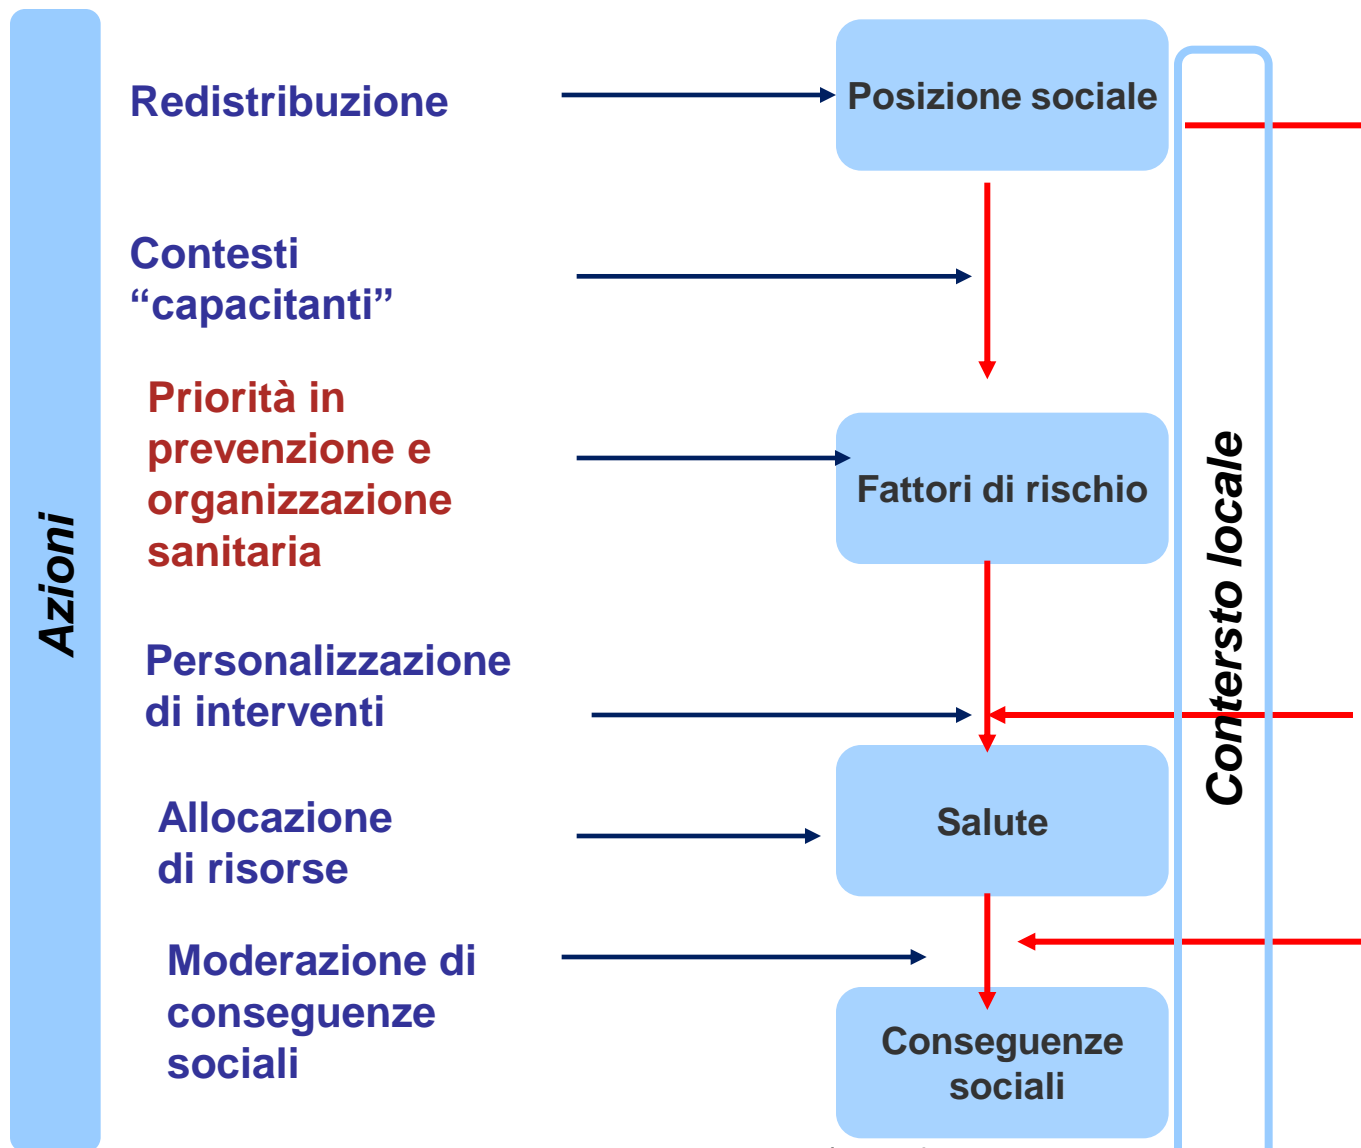 Azioni
Redistribuzione
Posizione sociale
Contesti
“capacitanti”
Priorità in
prevenzione e
organizzazione
sanitaria
Fattori di rischio
Personalizzazione
di interventi
Allocazione
di risorse
Salute
Moderazione di
conseguenze
sociali
Conseguenze
sociali
Contersto locale